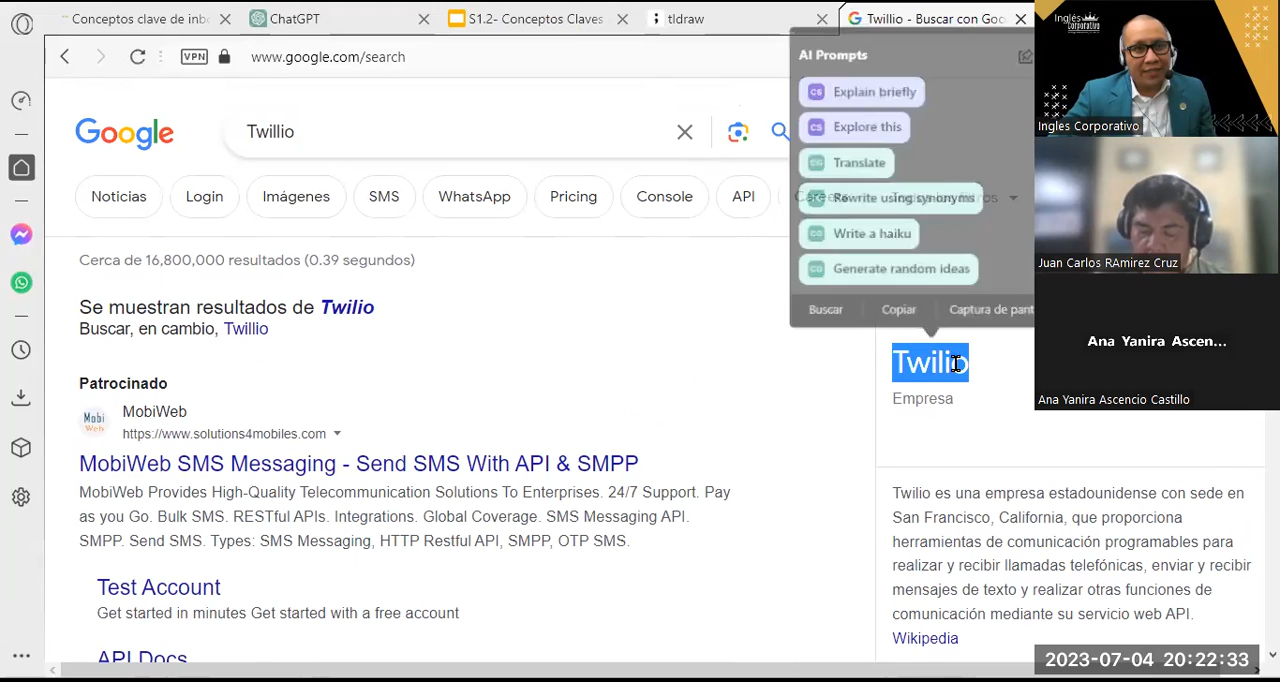 Conceptos clave de inb
ChatGPT
S1.2- Conceptos Claves
tldraw
Twillio - Buscar con Goo
VPN
www.google.com/search
Google
Twillio
Noticias
Login
Imágenes
SMS
WhatsApp
Pricing
Console
API
Cerca de 16,800,000 resultados (0.39 segundos)
Se muestran resultados de Twilio
Buscar, en cambio, Twillio
Patrocinado
Mobi
Web
MobiWeb
https://www.solutions4mobiles.com
MobiWeb SMS Messaging - Send SMS With API & SMPP
MobiWeb Provides High-Quality Telecommunication Solutions To Enterprises. 24/7 Support. Pay
as you Go. Bulk SMS. RESTful APIs. Integrations. Global Coverage. SMS Messaging API.
SMPP. Send SMS. Types: SMS Messaging, HTTP Restful API, SMPP, OTP SMS.
Test Account
Get started in minutes Get started with a free account
API Docs
AI Prompts
Explain briefly
Explore this
Translate
Rewrite using synonyms
Write a haiku
Generate random ideas
Buscar
Copiar
Captura de pant
Twilio
Empresa
Twilio es una empresa estadounidense con sede en
San Francisco, California, que proporciona
herramientas de comunicación programables para
realizar y recibir llamadas telefónicas, enviar y recibir
mensajes de texto y realizar otras funciones de
comunicación mediante su servicio web API.
Wikipedia
Inglés
Corporativo
Ingles Corporativo
Juan Carlos RAmirez Cruz
Ana Yanira Ascen...
Ana Yanira Ascencio Castillo
2023-07-04 20:22:33